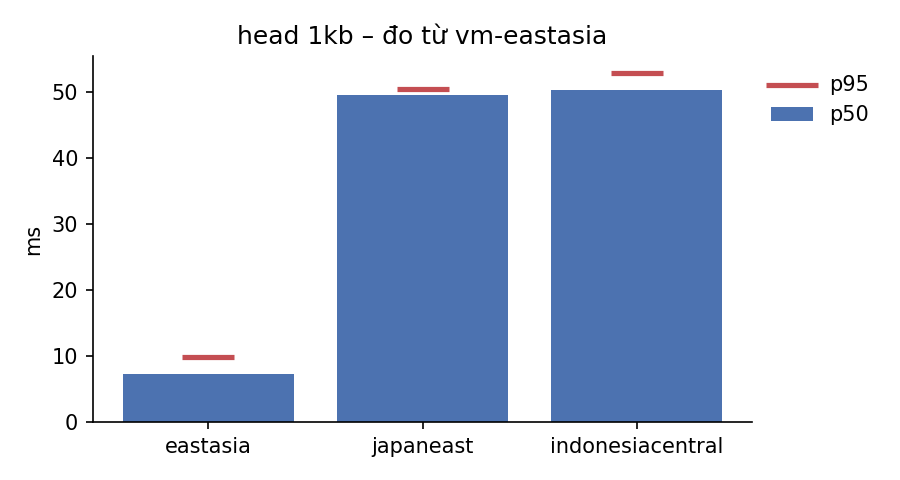 head 1kb – đo từ vm-eastasia
p95
p50
50
40
30
20
10
0
ms
eastasia
japaneast
indonesiacentral